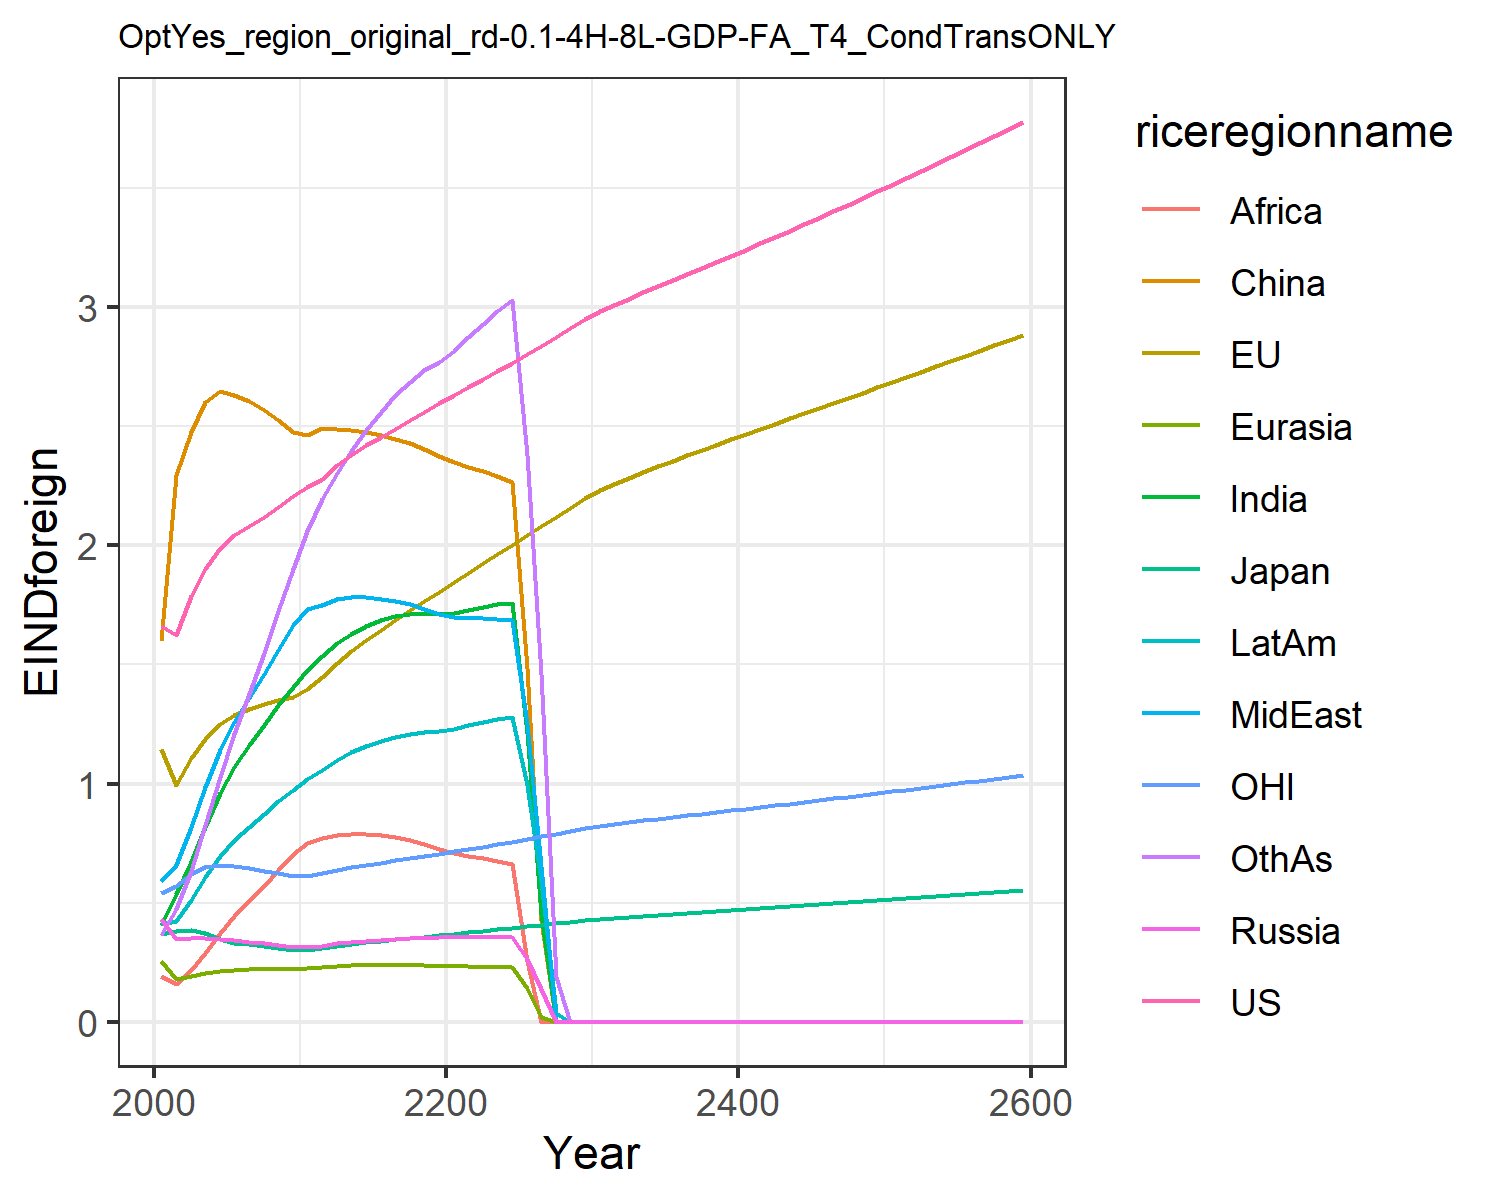 OptYes_region_original_rd-0.1-4H-8L-GDP-FA_T4_CondTransONLY
EINDforeign
3
2
1
0
2000
2200
2400
2600
Year
riceregionname
Africa
China
EU
Eurasia
India
Japan
LatAm
MidEast
OHI
OthAs
Russia
US